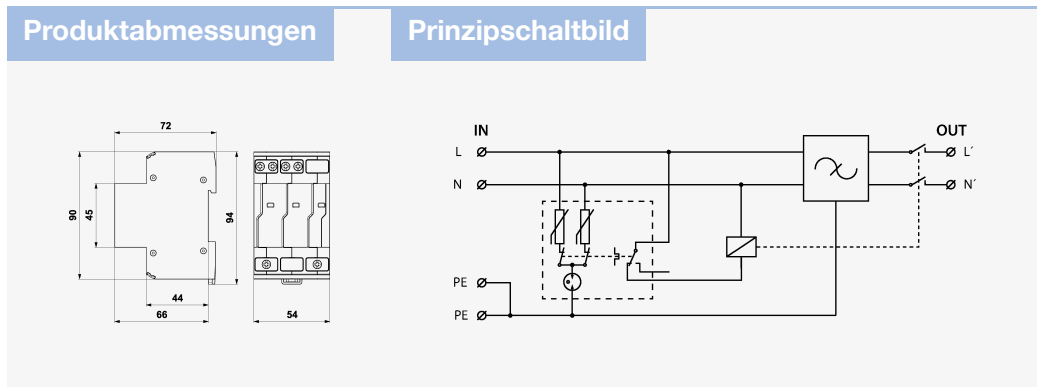 Produktabmessungen
Prinzipschaltbild
72
90
45
94
44
66
54
IN
OUT
L
L´
N
N´
PE
PE